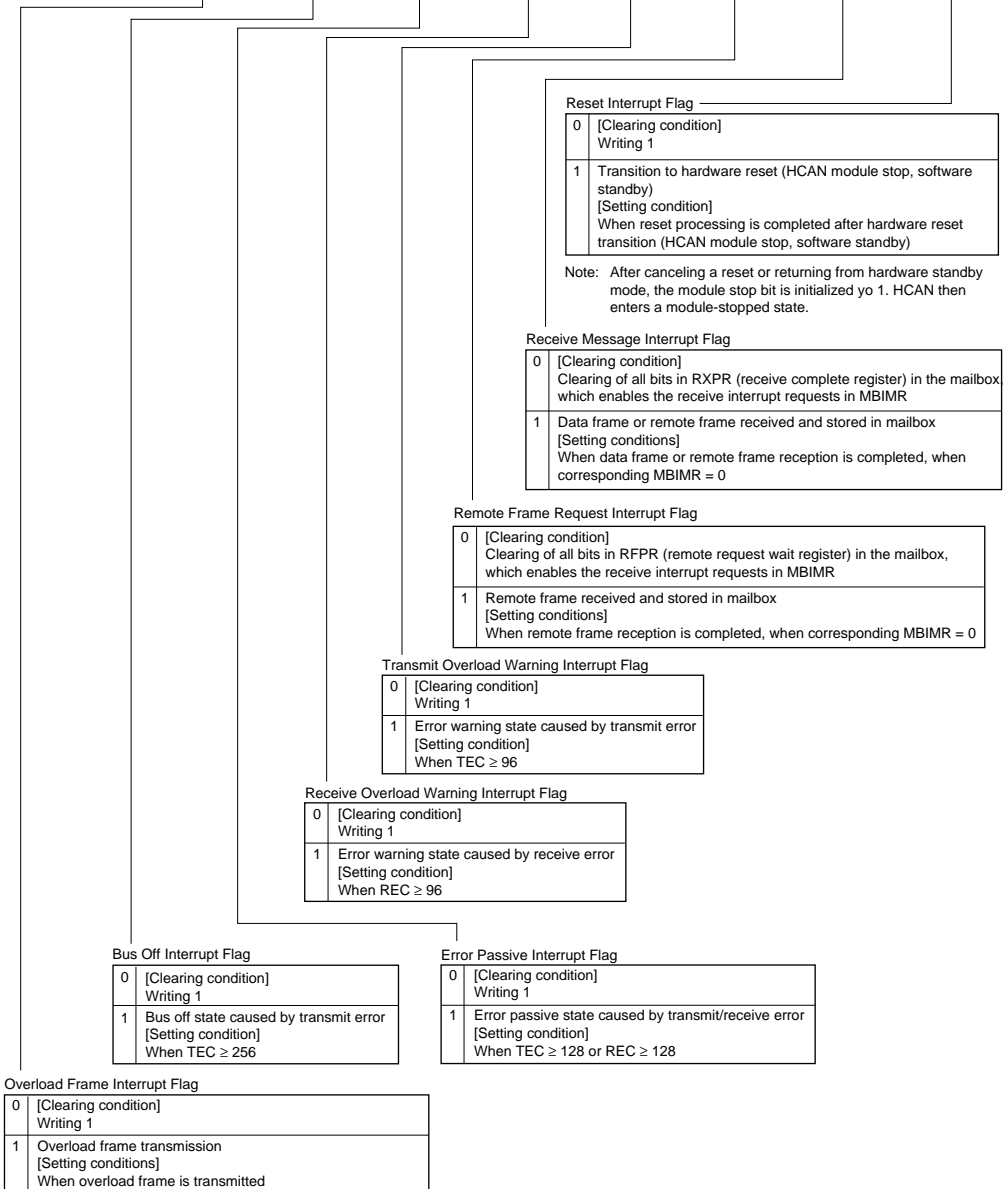 Reset Interrupt Flag
0 [Clearing condition]
Writing 1
1 Transition to hardware reset (HCAN module stop, software
standby)
[Setting condition]
When reset processing is completed after hardware reset
transition (HCAN module stop, software standby)
Note: After canceling a reset or returning from hardware standby
mode, the module stop bit is initialized yo 1. HCAN then
enters a module-stopped state.
Receive Message Interrupt Flag
0 [Clearing condition]
Clearing of all bits in RXPR (receive complete register) in the mailbox,
which enables the receive interrupt requests in MBIMR
1 Data frame or remote frame received and stored in mailbox
[Setting conditions]
When data frame or remote frame reception is completed, when
corresponding MBIMR = 0
Remote Frame Request Interrupt Flag
0 [Clearing condition]
Clearing of all bits in RFPR (remote request wait register) in the mailbox,
which enables the receive interrupt requests in MBIMR
1 Remote frame received and stored in mailbox
[Setting conditions]
When remote frame reception is completed, when corresponding MBIMR = 0
Transmit Overload Warning Interrupt Flag
0 [Clearing condition]
Writing 1
1 Error warning state caused by transmit error
[Setting condition]
When TEC ≥ 96
Receive Overload Warning Interrupt Flag
0 [Clearing condition]
Writing 1
1 Error warning state caused by receive error
[Setting condition]
When REC ≥ 96
Bus Off Interrupt Flag
0 [Clearing condition]
Writing 1
1 Bus off state caused by transmit error
[Setting condition]
When TEC ≥ 256
Error Passive Interrupt Flag
0 [Clearing condition]
Writing 1
1 Error passive state caused by transmit/receive error
[Setting condition]
When TEC ≥ 128 or REC ≥ 128
Overload Frame Interrupt Flag
0 [Clearing condition]
Writing 1
1 Overload frame transmission
[Setting conditions]
When overload frame is transmitted